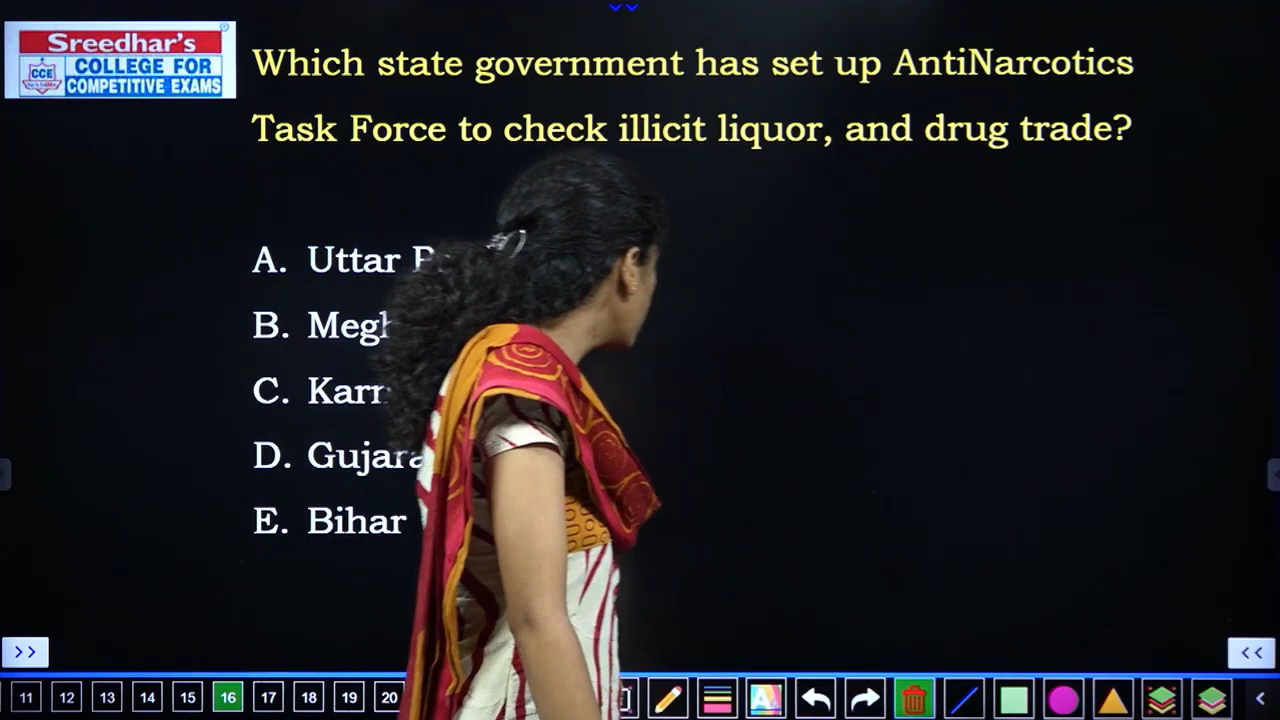 Sreedhar's
CCE
COLLEGE FOR
COMPETITIVE EXAMS
Which state government has set up AntiNarcotics
Task Force to check illicit liquor, and drug trade?
A. Uttar
B. Megh
C. Kar
D. Gujara
E. Bihar
>>
<<
11 12 13 14 15 16 17 18 19 20